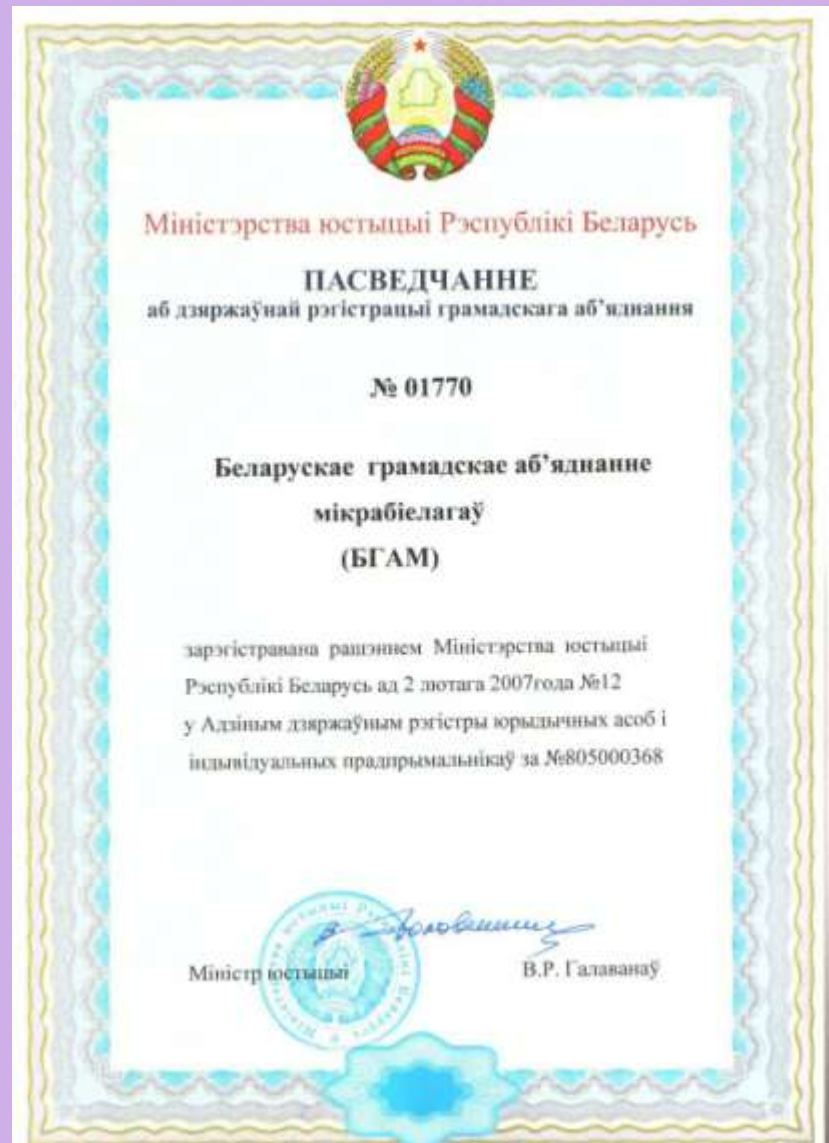 Міністэрства юстыцыі Рэспублікі Беларусь
ПАСВЕДЧАННЕ
аб дзяржаўнай рэгістрацыі грамадскага аб’яднання
№ 01770
Беларускае грамадскае аб’яднанне
мікрабіелагаў
(БГАМ)
зарэгістравана рашэннем Міністэрства юстыцыі
Рэспублікі Беларусь ад 2 лютага 2007года №12
у Адзіным дзяржаўным рэгістры юрыдычных асоб і
індывідуальных прадпрымальнікаў за №805000368
Міністр юстыцыі
В.Р. Галаванаў